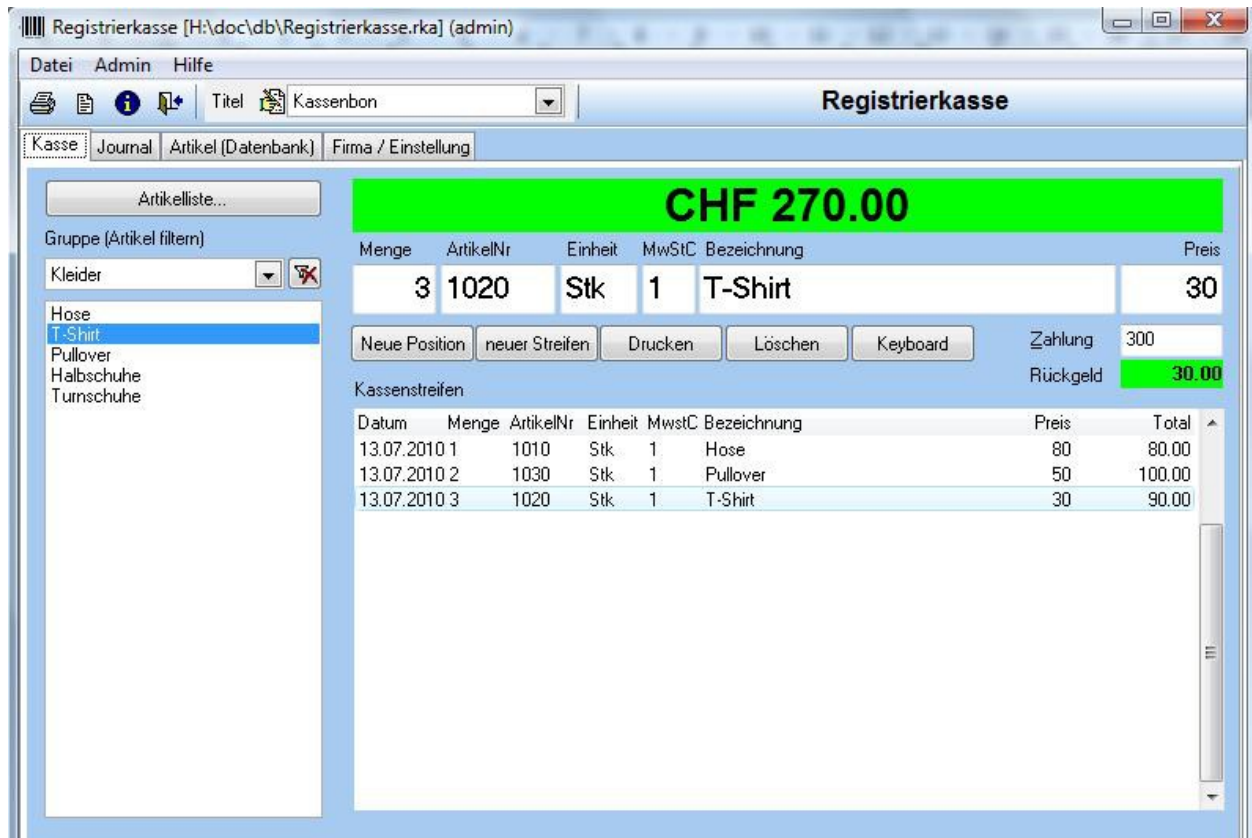 Registrierkasse [H:\doc\db\Registrierkasse.rka] (admin)
Datei Admin Hilfe
Titel Kassenbon Registrierkasse
Kasse Journal Artikel (Datenbank) Firma / Einstellung
Artikelliste...
Gruppe (Artikel filtern)
Kleider
Hose
T-Shirt
Pullover
Halbschuhe
Turnschuhe
CHF 270.00
Menge ArtikelNr Einheit MwStC Bezeichnung Preis
3 1020 Stk 1 T-Shirt 30
Neue Position neuer Streifen Drucken Löschen Keyboard
Zahlung 300
Rückgeld 30.00
Kassenstreifen
Datum Menge ArtikelNr Einheit MwstC Bezeichnung Preis Total
13.07.2010 1 1010 Stk 1 Hose 80 80.00
13.07.2010 2 1030 Stk 1 Pullover 50 100.00
13.07.2010 3 1020 Stk 1 T-Shirt 30 90.00